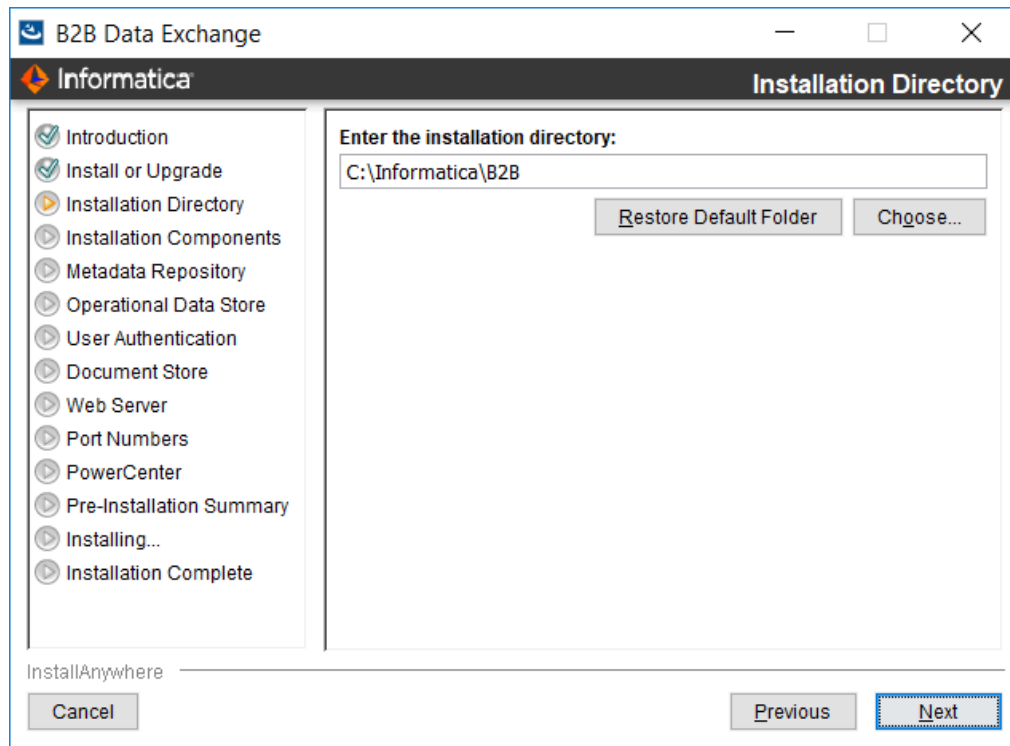 B2B Data Exchange
Informatica
Installation Directory
Introduction
Install or Upgrade
Installation Directory
Installation Components
Metadata Repository
Operational Data Store
User Authentication
Document Store
Web Server
Port Numbers
PowerCenter
Pre-Installation Summary
Installing...
Installation Complete
Enter the installation directory:
C:\Informatica\B2B
Restore Default Folder
Choose...
InstallAnywhere
Cancel
Previous
Next